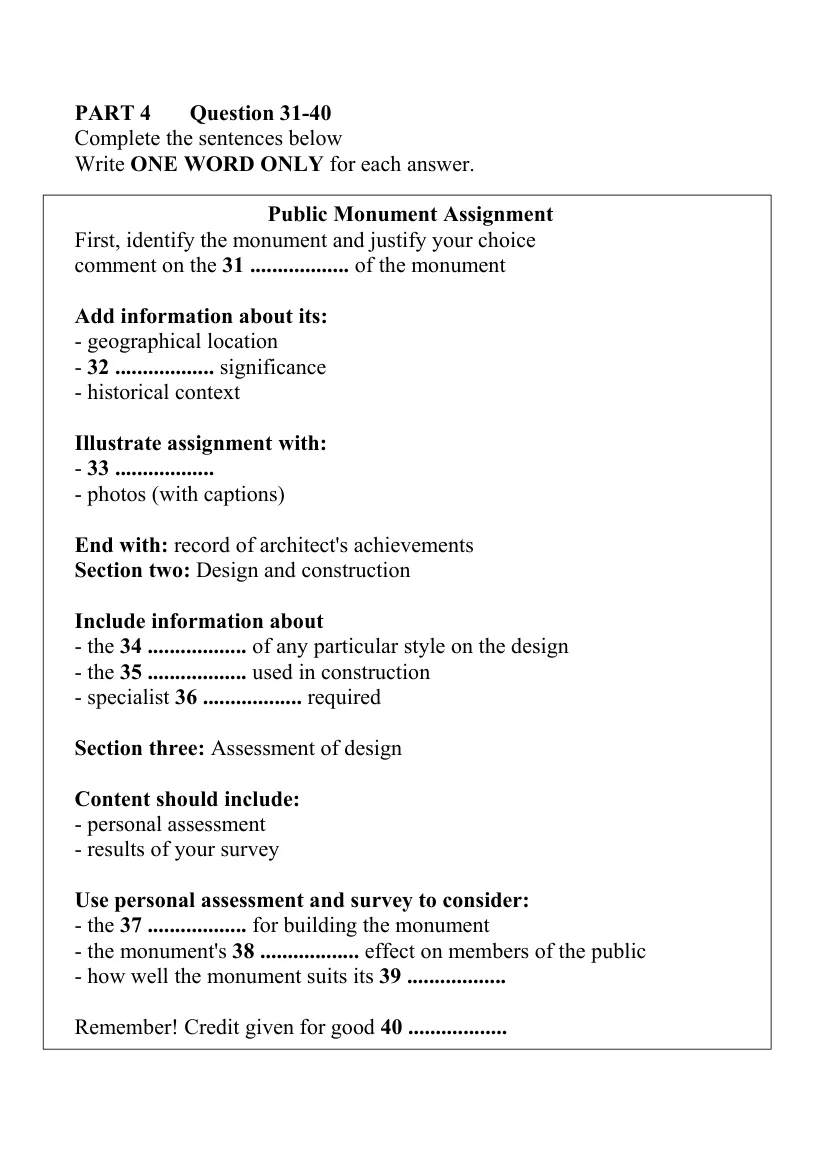 PART 4 Question 31-40
Complete the sentences below
Write ONE WORD ONLY for each answer.
Public Monument Assignment
First, identify the monument and justify your choice
comment on the 31 .................. of the monument
Add information about its:
- geographical location
- 32 .................. significance
- historical context
Illustrate assignment with:
- 33 ..................
- photos (with captions)
End with: record of architect's achievements
Section two: Design and construction
Include information about
- the 34 .................. of any particular style on the design
- the 35 .................. used in construction
- specialist 36 .................. required
Section three: Assessment of design
Content should include:
- personal assessment
- results of your survey
Use personal assessment and survey to consider:
- the 37 .................. for building the monument
- the monument's 38 .................. effect on members of the public
- how well the monument suits its 39 ..................
Remember! Credit given for good 40 ..................